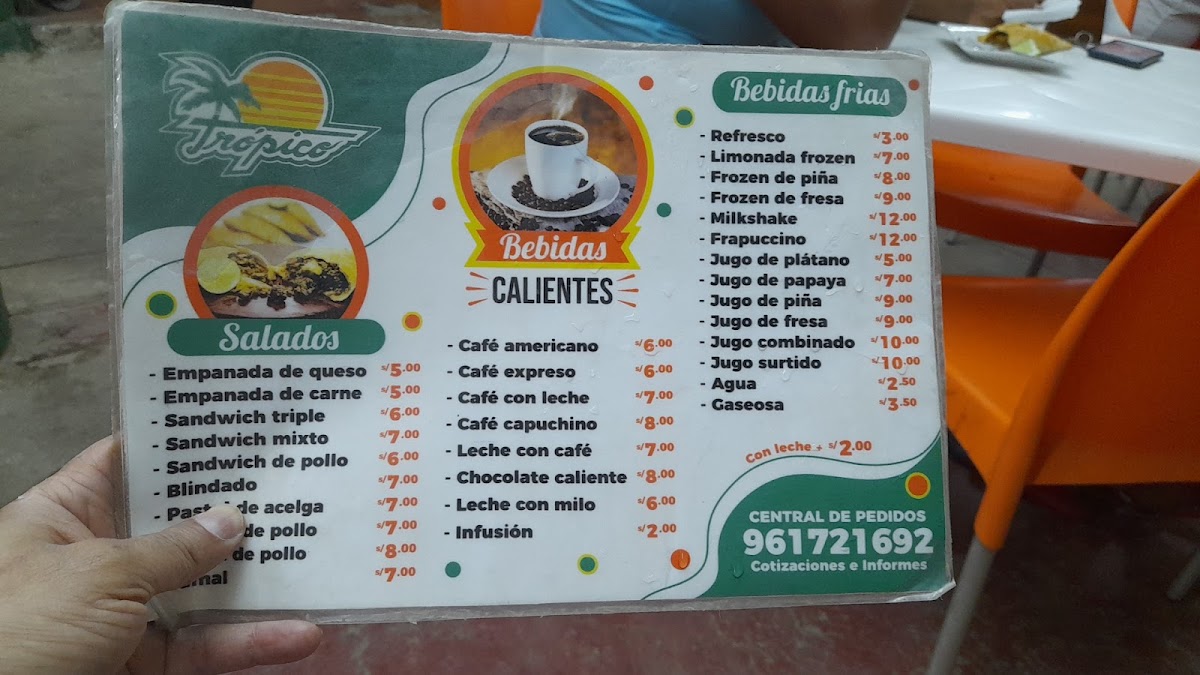 Trópico
Salados
- Empanada de queso S/5.00
- Empanada de carne S/5.00
- Sandwich triple S/6.00
- Sandwich mixto S/7.00
- Sandwich de pollo S/6.00
- Blindado S/7.00
- Pastel de acelga S/7.00
de pollo S/7.00
de pollo S/8.00
S/7.00
Bebidas
CALIENTES
- Café americano S/6.00
- Café expreso S/6.00
- Café con leche S/7.00
- Café capuchino S/8.00
- Leche con café S/7.00
- Chocolate caliente S/8.00
- Leche con milo S/6.00
- Infusión S/2.00
Bebidas frias
- Refresco S/3.00
- Limonada frozen S/7.00
- Frozen de piña S/8.00
- Frozen de fresa S/9.00
- Milkshake S/12.00
- Frapuccino S/12.00
- Jugo de plátano S/5.00
- Jugo de papaya S/7.00
- Jugo de piña S/9.00
- Jugo de fresa S/9.00
- Jugo combinado S/10.00
- Jugo surtido S/10.00
- Agua S/2.50
- Gaseosa S/3.50
Con leche + S/2.00
CENTRAL DE PEDIDOS
961721692
Cotizaciones e Informes